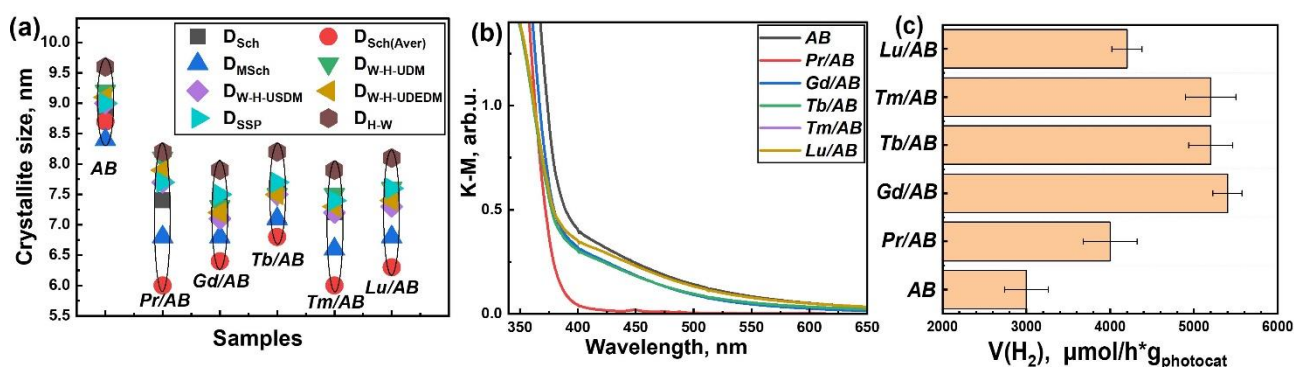 (a)
10.0
9.5
9.0
8.5
8.0
7.5
7.0
6.5
6.0
5.5
Crystallite size, nm
D_Sch
D_Sch(Aver)
D_MSch
D_W-H-UDM
D_W-H-USDM
D_W-H-UDEDM
D_SSP
D_H-W
AB
Pr/AB
Gd/AB
Tb/AB
Tm/AB
Lu/AB
Samples
(b)
1.0
0.5
0.0
K-M, arb.u.
AB
Pr/AB
Gd/AB
Tb/AB
Tm/AB
Lu/AB
350 400 450 500 550 600 650
Wavelength, nm
(c)
Lu/AB
Tm/AB
Tb/AB
Gd/AB
Pr/AB
AB
2000 3000 4000 5000 6000
V(H₂), µmol/h*g_photocat